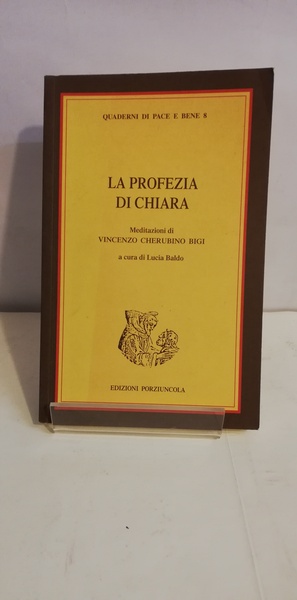 QUADERNI DI PACE E BENE 8
LA PROFEZIA
DI CHIARA
Meditazioni di
VINCENZO CHERUBINO BIGI
a cura di Lucia Baldo
EDIZIONI PORZIUNCOLA